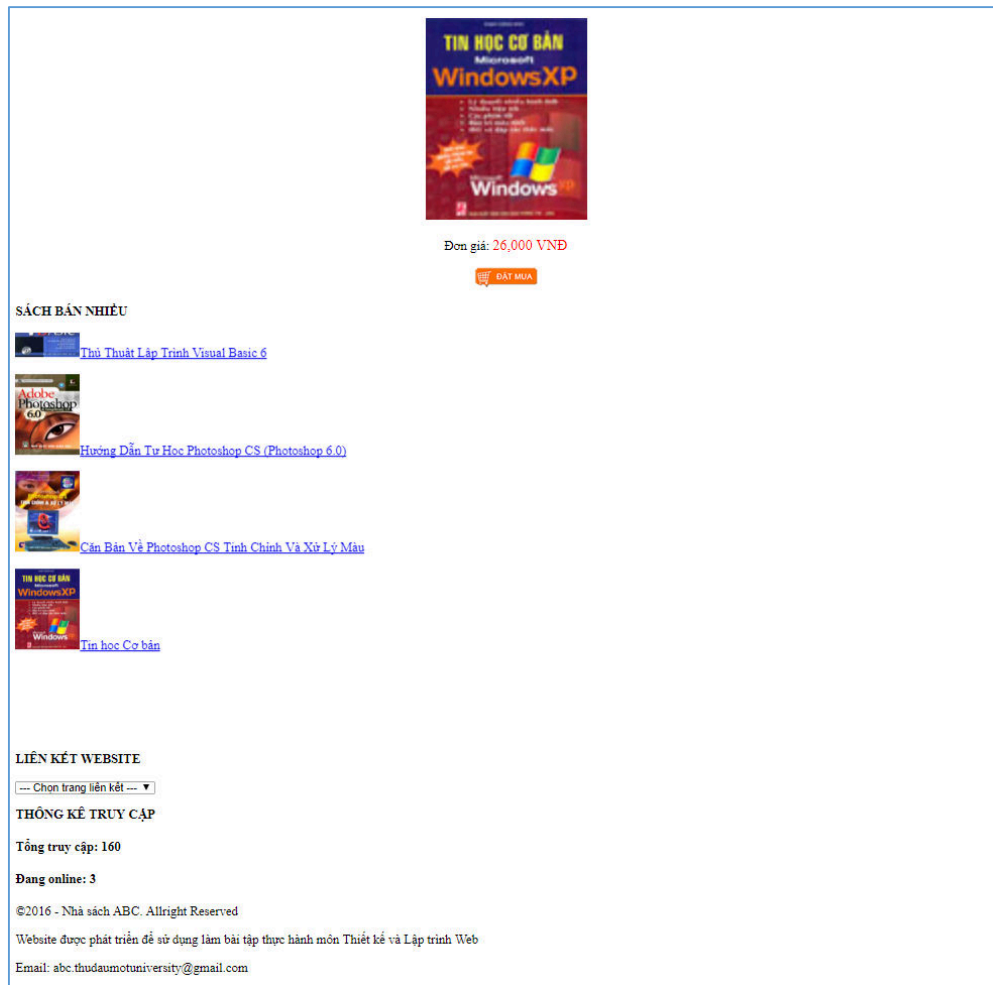 TIN HỌC CƠ BẢN
Microsoft
WindowsXP
Microsoft
Windows xp
Đơn giá: 26,000 VNĐ
ĐẶT MUA
SÁCH BÁN NHIỀU
Thủ Thuật Lập Trình Visual Basic 6
Adobe
Photoshop
6.0
Hướng Dẫn Tự Học Photoshop CS (Photoshop 6.0)
Căn Bản Về Photoshop CS Tinh Chỉnh Và Xử Lý Màu
TIN HỌC CƠ BẢN
Microsoft
WindowsXP
Windows
Tin học Cơ bản
LIÊN KẾT WEBSITE
--- Chọn trang liên kết --- ▼
THỐNG KÊ TRUY CẬP
Tổng truy cập: 160
Đang online: 3
©2016 - Nhà sách ABC. Allright Reserved
Website được phát triển để sử dụng làm bài tập thực hành môn Thiết kế và Lập trình Web
Email: abc.thudaumotuniversity@gmail.com